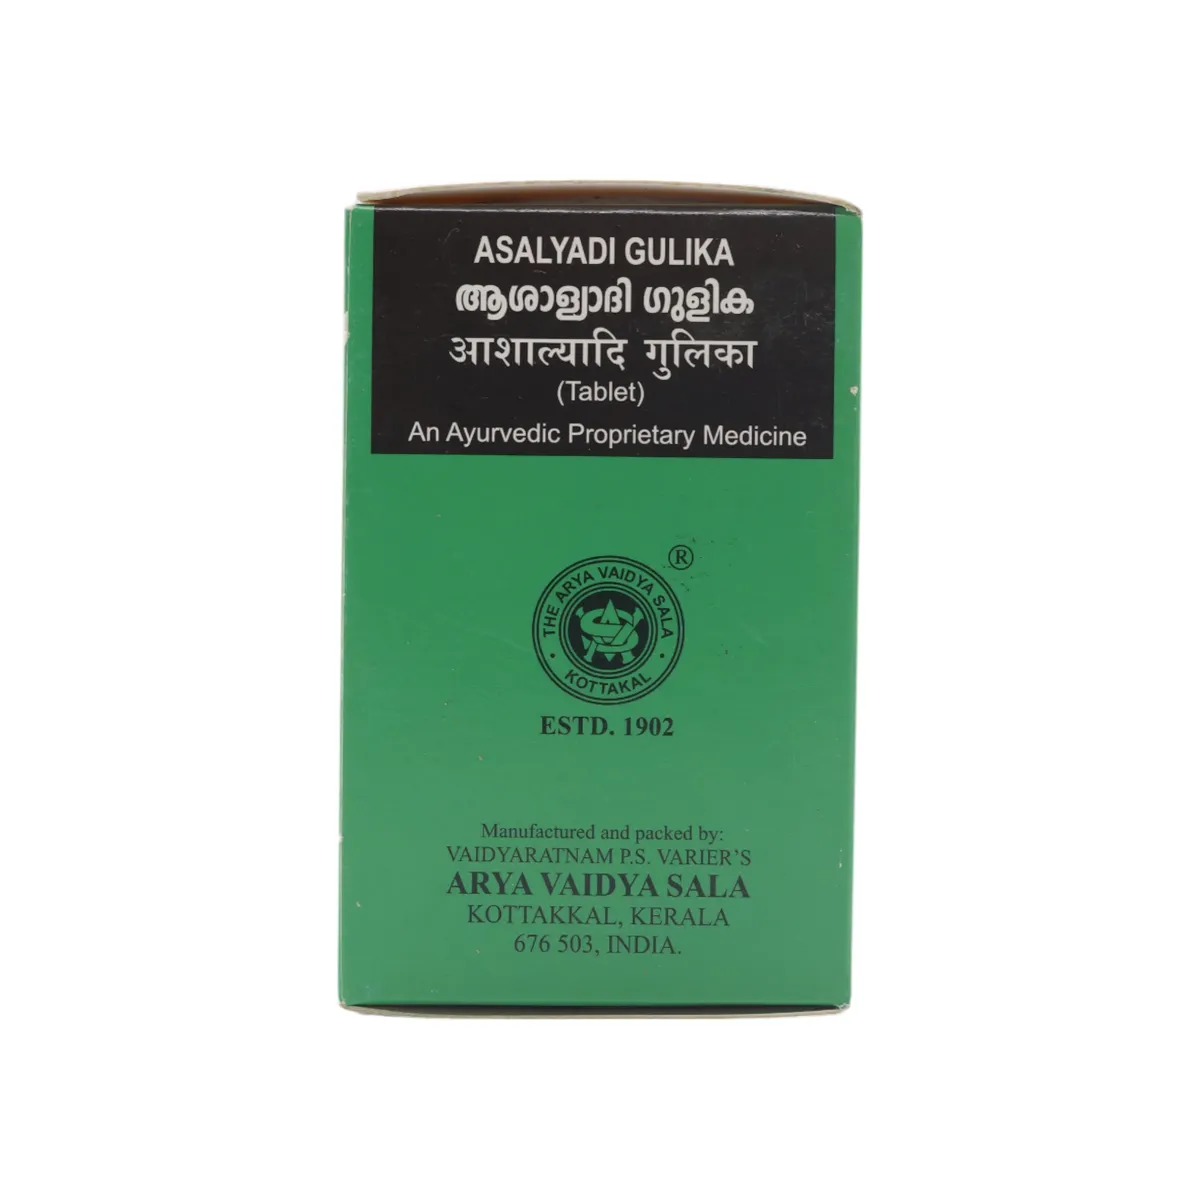 ASALYADI GULIKA
ആശാള്യാദി ഗുളിക
आशाल्यादि गुलिका
(Tablet)
An Ayurvedic Proprietary Medicine
®
THE ARYA VAIDYA SALA
• KOTTAKAL •
ESTD. 1902
Manufactured and packed by:
VAIDYARATNAM P.S. VARIER'S
ARYA VAIDYA SALA
KOTTAKKAL, KERALA
676 503, INDIA.